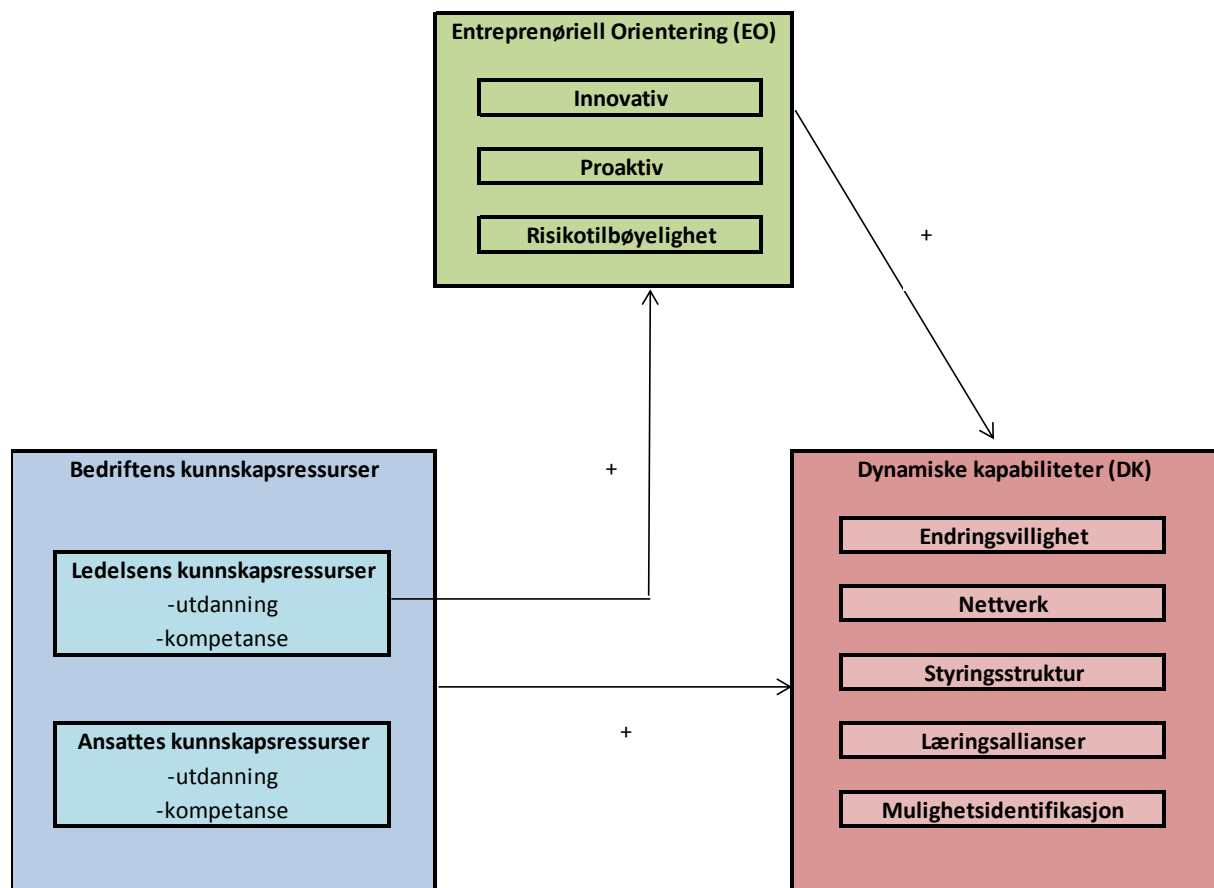 Entreprenøriell Orientering (EO)
Innovativ
Proaktiv
Risikotilbøyelighet
+
+
Bedriftens kunnskapsressurser
Ledelsens kunnskapsressurser
-utdanning
-kompetanse
Ansattes kunnskapsressurser
-utdanning
-kompetanse
+
Dynamiske kapabiliteter (DK)
Endringsvillighet
Nettverk
Styringsstruktur
Læringsallianser
Mulighetsidentifikasjon